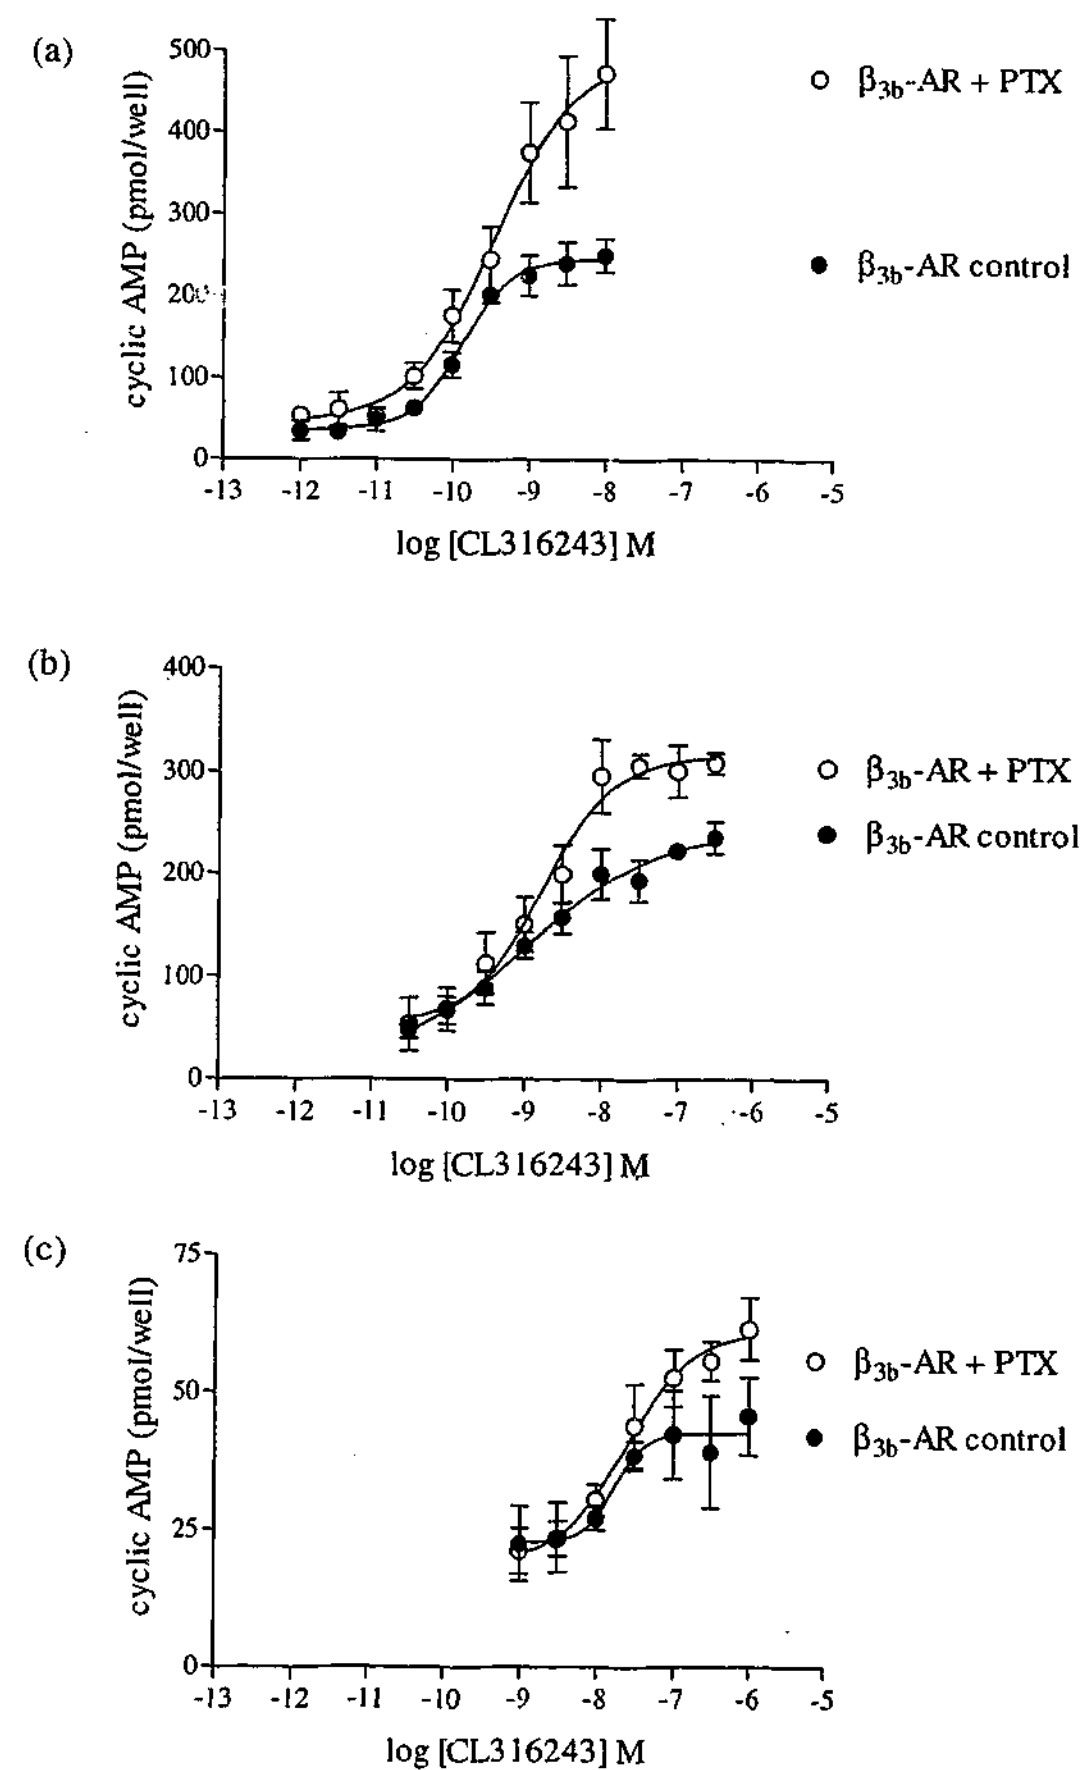 (a)
cyclic AMP (pmol/well)
500
400
300
200
100
0
-13 -12 -11 -10 -9 -8 -7 -6 -5
log [CL316243] M
β3b-AR + PTX
β3b-AR control
(b)
cyclic AMP (pmol/well)
400
300
200
100
0
-13 -12 -11 -10 -9 -8 -7 -6 -5
log [CL316243] M
β3b-AR + PTX
β3b-AR control
(c)
cyclic AMP (pmol/well)
75
50
25
0
-13 -12 -11 -10 -9 -8 -7 -6 -5
log [CL316243] M
β3b-AR + PTX
β3b-AR control